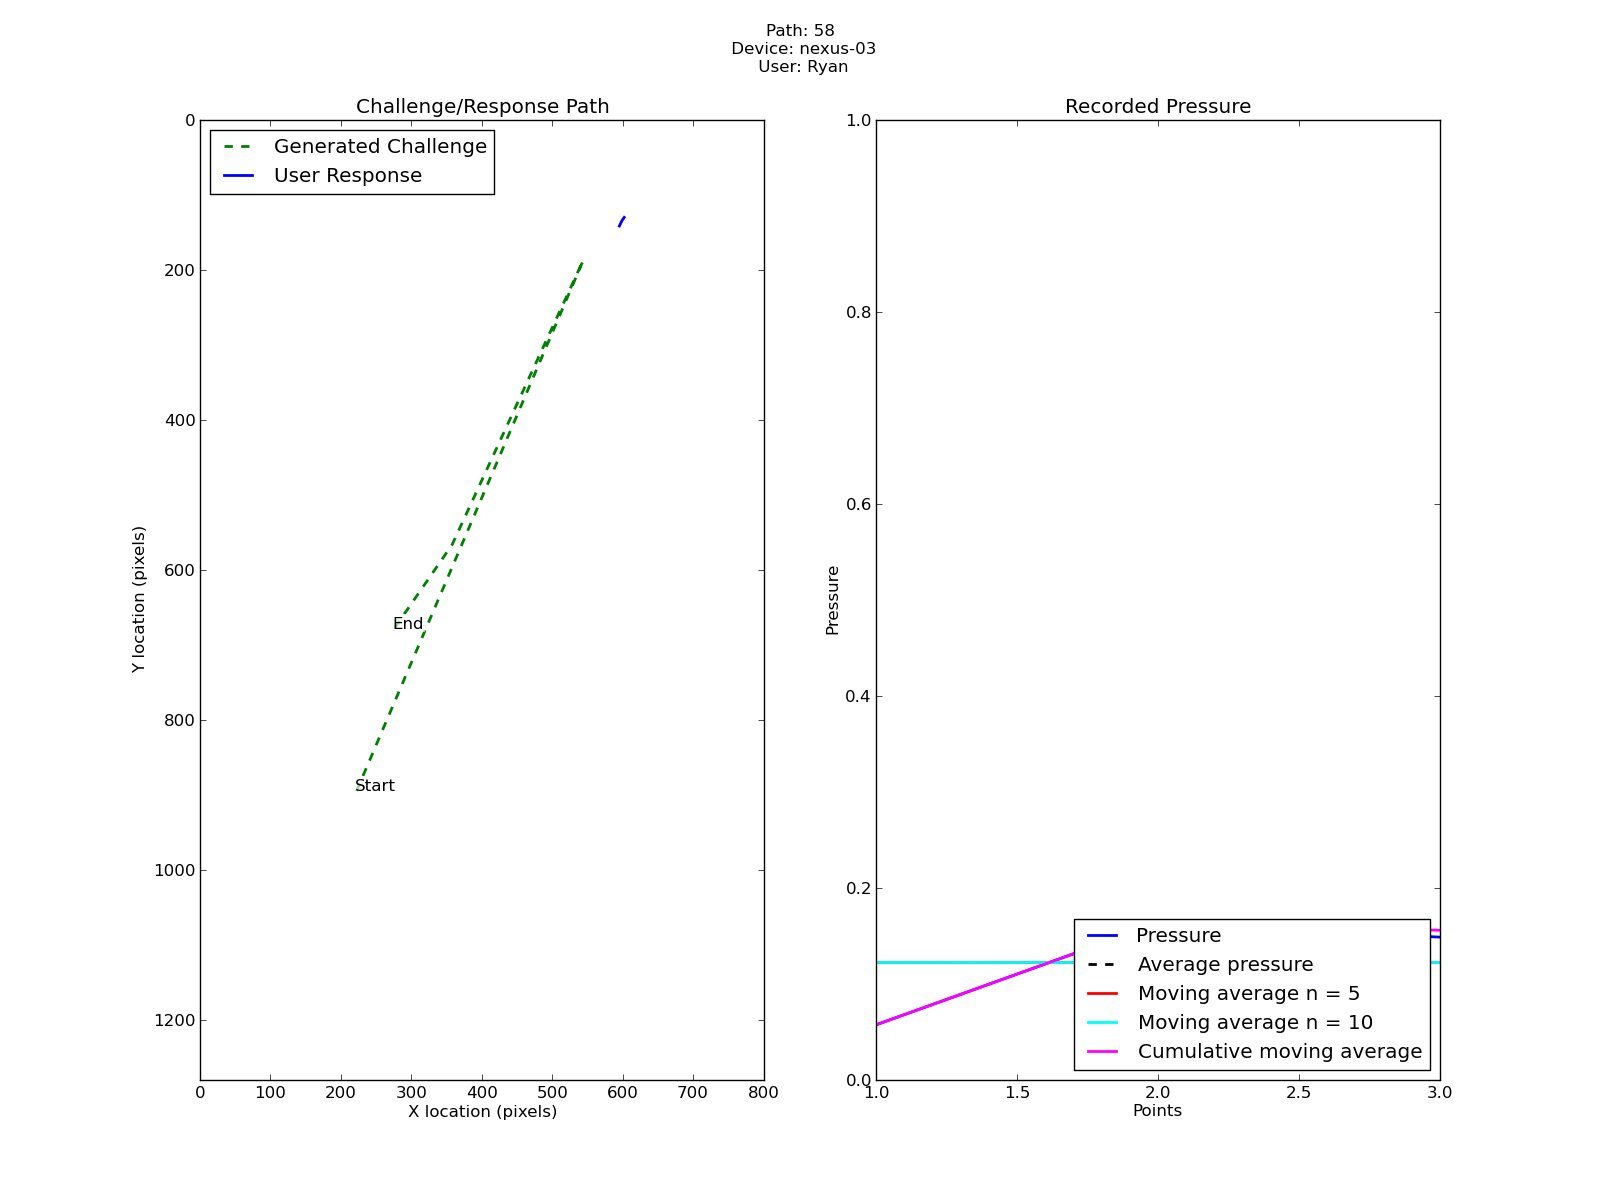 Path: 58
Device: nexus-03
User: Ryan
Challenge/Response Path
Generated Challenge
User Response
0
200
400
600
800
1000
1200
Y location (pixels)
End
Start
0 100 200 300 400 500 600 700 800
X location (pixels)
Recorded Pressure
1.0
0.8
0.6
0.4
0.2
0.0
Pressure
Pressure
Average pressure
Moving average n = 5
Moving average n = 10
Cumulative moving average
1.0 1.5 2.0 2.5 3.0
Points